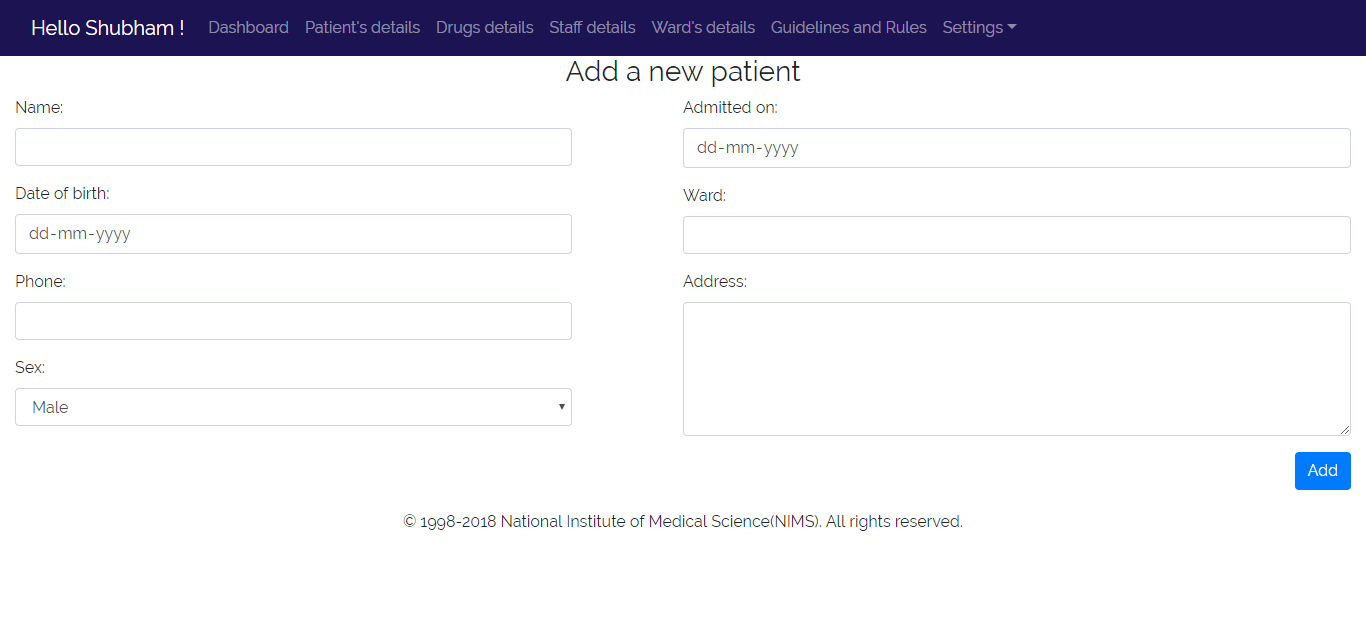 Hello Shubham ! Dashboard Patient's details Drugs details Staff details Ward's details Guidelines and Rules Settings
Add a new patient
Name:
Date of birth:
dd-mm-yyyy
Phone:
Sex:
Male
Admitted on:
dd-mm-yyyy
Ward:
Address:
Add
© 1998-2018 National Institute of Medical Science(NIMS). All rights reserved.